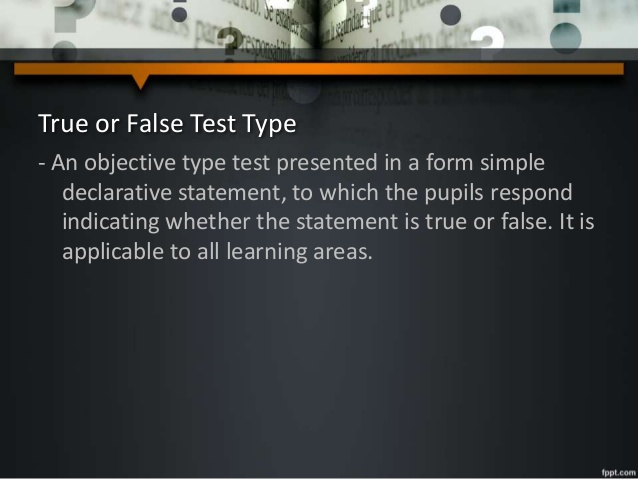 True or False Test Type
- An objective type test presented in a form simple
declarative statement, to which the pupils respond
indicating whether the statement is true or false. It is
applicable to all learning areas.
fppt.com